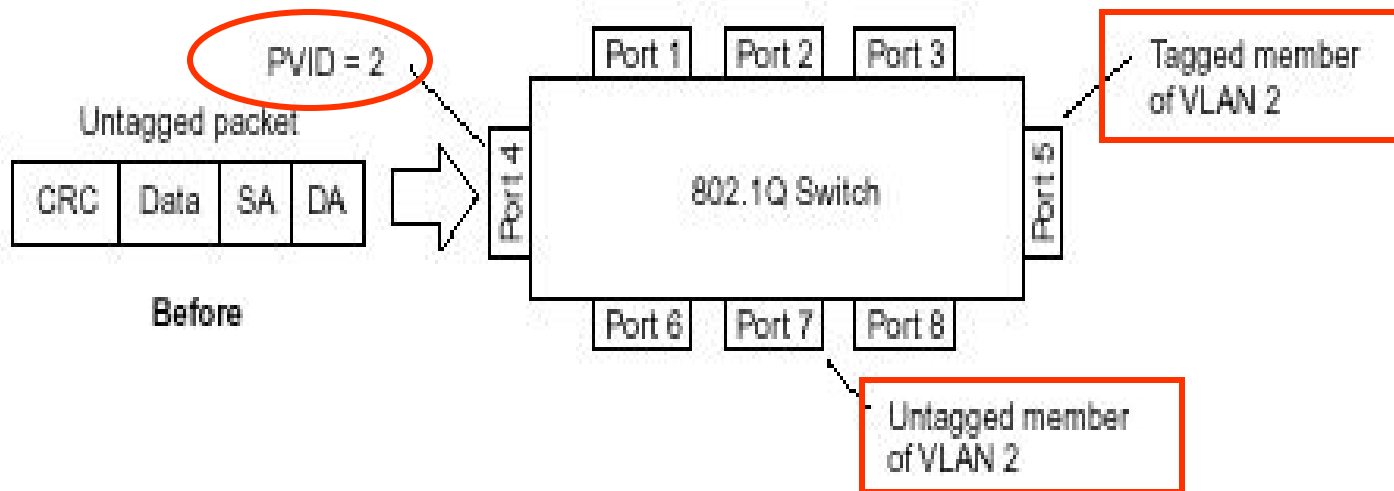 PVID = 2
Port 1
Port 2
Port 3
Tagged member
of VLAN 2
Untagged packet
CRC
Data
SA
DA
Port 4
802.1Q Switch
Port 5
Before
Port 6
Port 7
Port 8
Untagged member
of VLAN 2